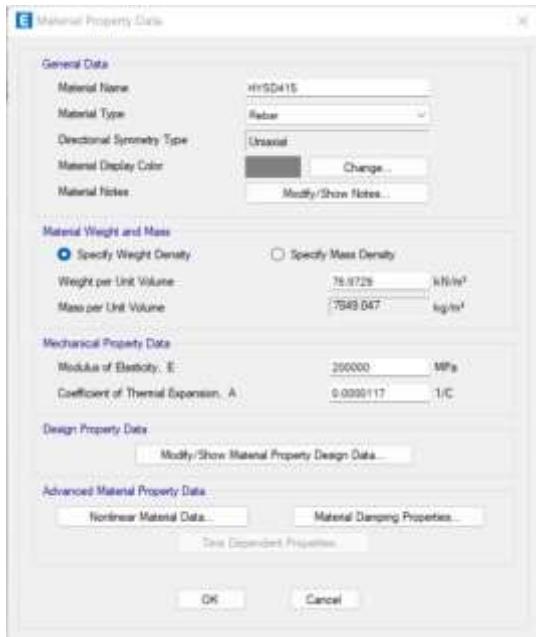 E Material Property Data
General Data
Material Name HYSD415
Material Type Rebar
Directional Symmetry Type Uniaxial
Material Display Color Change...
Material Notes Modify/Show Notes...
Material Weight and Mass
Specify Weight Density Specify Mass Density
Weight per Unit Volume 76.9729 kN/m³
Mass per Unit Volume 7849.047 kg/m³
Mechanical Property Data
Modulus of Elasticity, E 200000 MPa
Coefficient of Thermal Expansion, A 0.0000117 1/C
Design Property Data
Modify/Show Material Property Design Data...
Advanced Material Property Data
Nonlinear Material Data... Material Damping Properties...
Time Dependent Properties...
OK Cancel